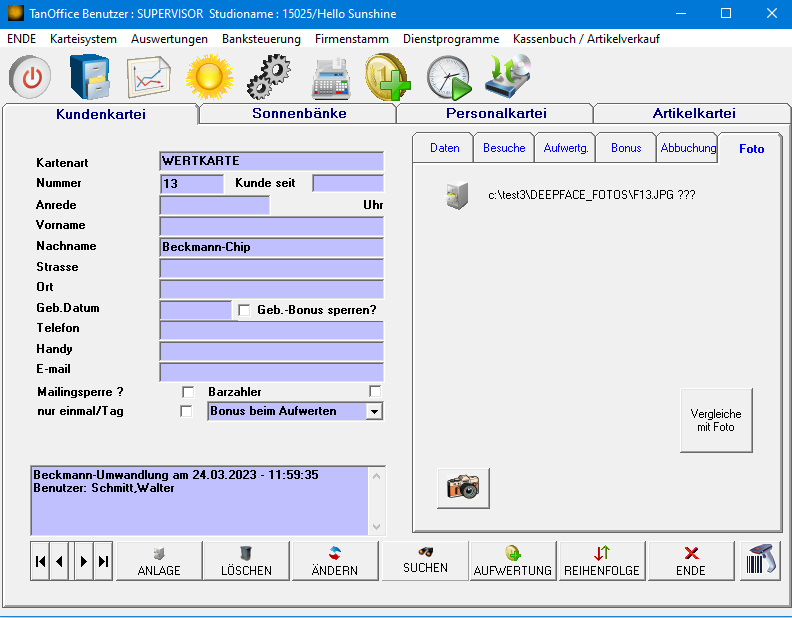 TanOffice Benutzer : SUPERVISOR  Studioname : 15025/Hello Sunshine
ENDE Karteisystem Auswertungen Banksteuerung Firmenstamm Dienstprogramme Kassenbuch / Artikelverkauf
Kundenkartei Sonnenbänke Personalkartei Artikelkartei
Daten Besuche Aufwertg. Bonus Abbuchung Foto
Kartenart WERTKARTE
Nummer 13 Kunde seit
Anrede Uhr
Vorname
Nachname Beckmann-Chip
Strasse
Ort
Geb.Datum Geb.-Bonus sperren?
Telefon
Handy
E-mail
Mailingsperre ? Barzahler
nur einmal/Tag Bonus beim Aufwerten
c:\test3\DEEPFACE_FOTOS\F13.JPG ???
Vergleiche
mit Foto
Beckmann-Umwandlung am 24.03.2023 - 11:59:35
Benutzer: Schmitt,Walter
ANLAGE LÖSCHEN ÄNDERN SUCHEN AUFWERTUNG REIHENFOLGE ENDE